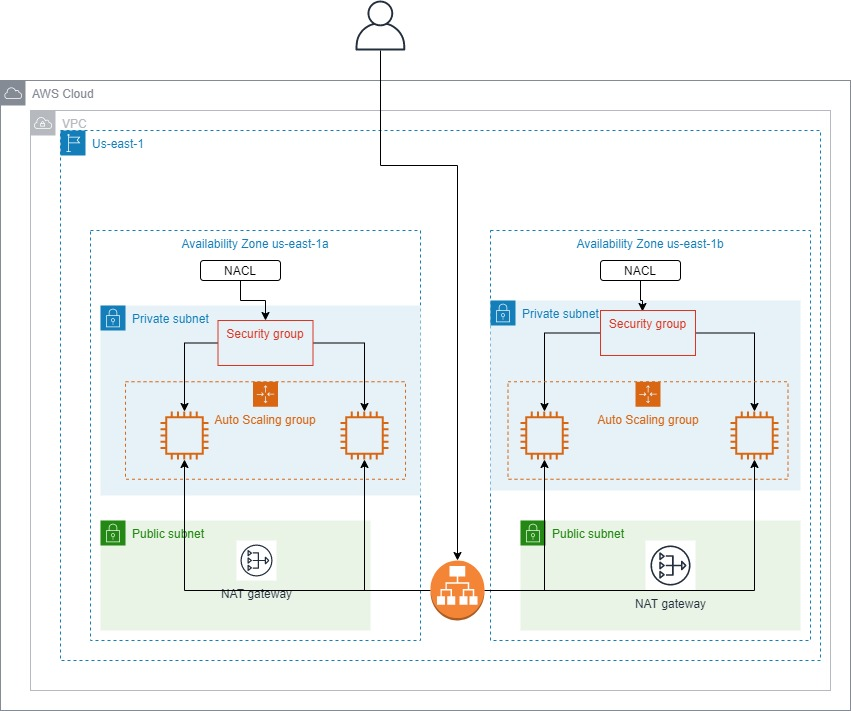 AWS Cloud
VPC
Us-east-1
Availability Zone us-east-1a
NACL
Private subnet
Security group
Auto Scaling group
Public subnet
NAT gateway
Availability Zone us-east-1b
NACL
Private subnet
Security group
Auto Scaling group
Public subnet
NAT gateway